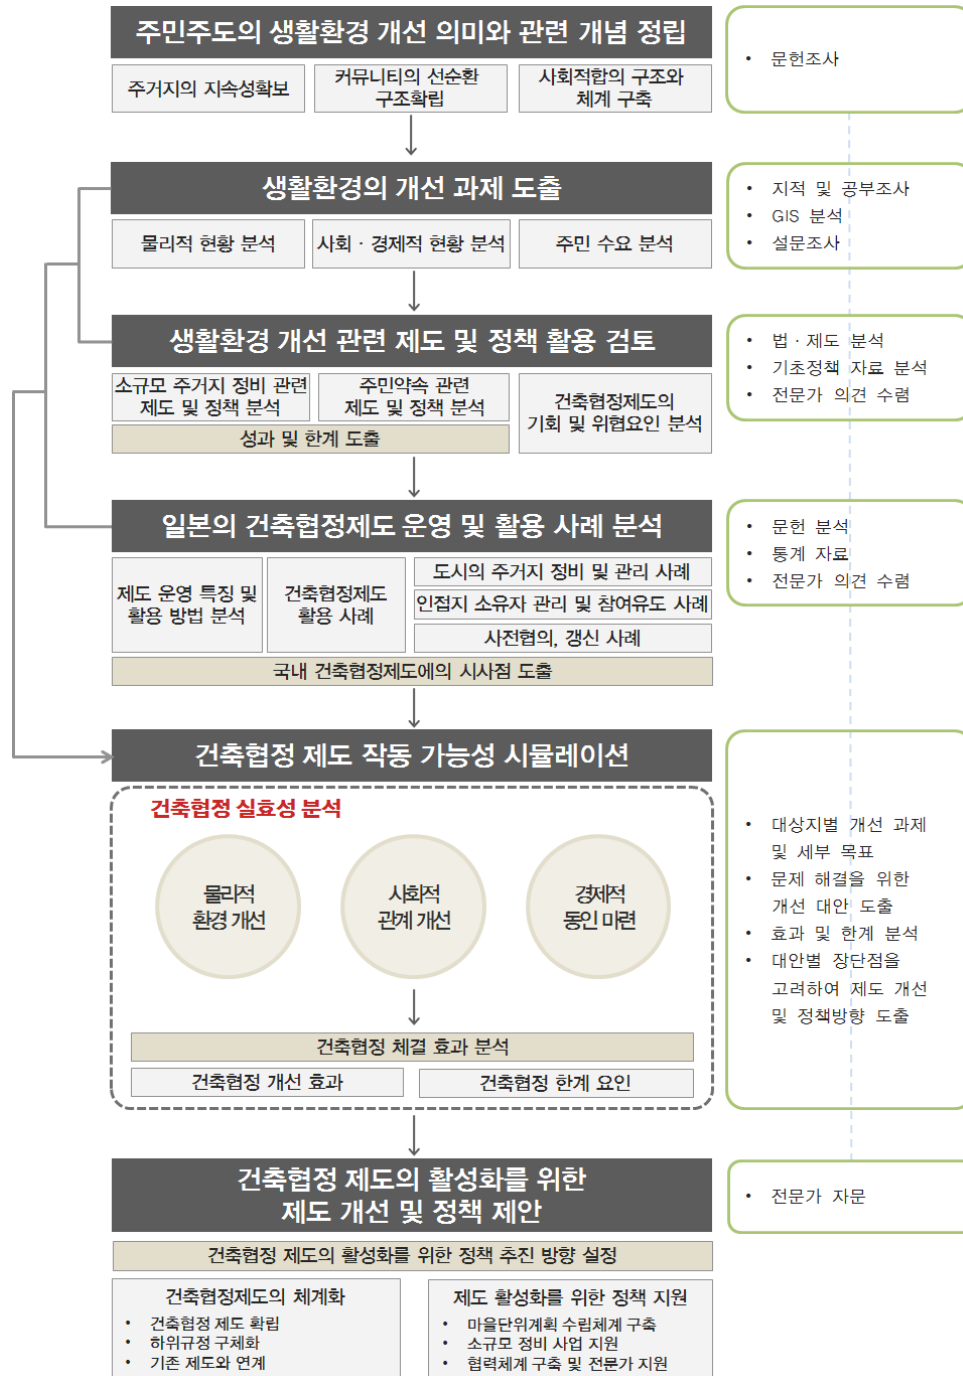 주민주도의 생활환경 개선 의미와 관련 개념 정립
주거지의 지속성확보
커뮤니티의 선순환
구조확립
사회적합의 구조와
체계 구축
• 문헌조사
생활환경의 개선 과제 도출
물리적 현황 분석
사회 · 경제적 현황 분석
주민 수요 분석
• 지적 및 공부조사
• GIS 분석
• 설문조사
생활환경 개선 관련 제도 및 정책 활용 검토
소규모 주거지 정비 관련
제도 및 정책 분석
주민약속 관련
제도 및 정책 분석
건축협정제도의
기회 및 위협요인 분석
성과 및 한계 도출
• 법 · 제도 분석
• 기초정책 자료 분석
• 전문가 의견 수렴
일본의 건축협정제도 운영 및 활용 사례 분석
제도 운영 특징 및
활용 방법 분석
건축협정제도
활용 사례
도시의 주거지 정비 및 관리 사례
인접지 소유자 관리 및 참여유도 사례
사전협의, 갱신 사례
국내 건축협정제도에의 시사점 도출
• 문헌 분석
• 통계 자료
• 전문가 의견 수렴
건축협정 제도 작동 가능성 시뮬레이션
건축협정 실효성 분석
물리적
환경 개선
사회적
관계 개선
경제적
동인 마련
건축협정 체결 효과 분석
건축협정 개선 효과
건축협정 한계 요인
• 대상지별 개선 과제
및 세부 목표
• 문제 해결을 위한
개선 대안 도출
• 효과 및 한계 분석
• 대안별 장단점을
고려하여 제도 개선
및 정책방향 도출
건축협정 제도의 활성화를 위한
제도 개선 및 정책 제안
• 전문가 자문
건축협정 제도의 활성화를 위한 정책 추진 방향 설정
건축협정제도의 체계화
• 건축협정 제도 확립
• 하위규정 구체화
• 기존 제도와 연계
제도 활성화를 위한 정책 지원
• 마을단위계획 수립체계 구축
• 소규모 정비 사업 지원
• 협력체계 구축 및 전문가 지원